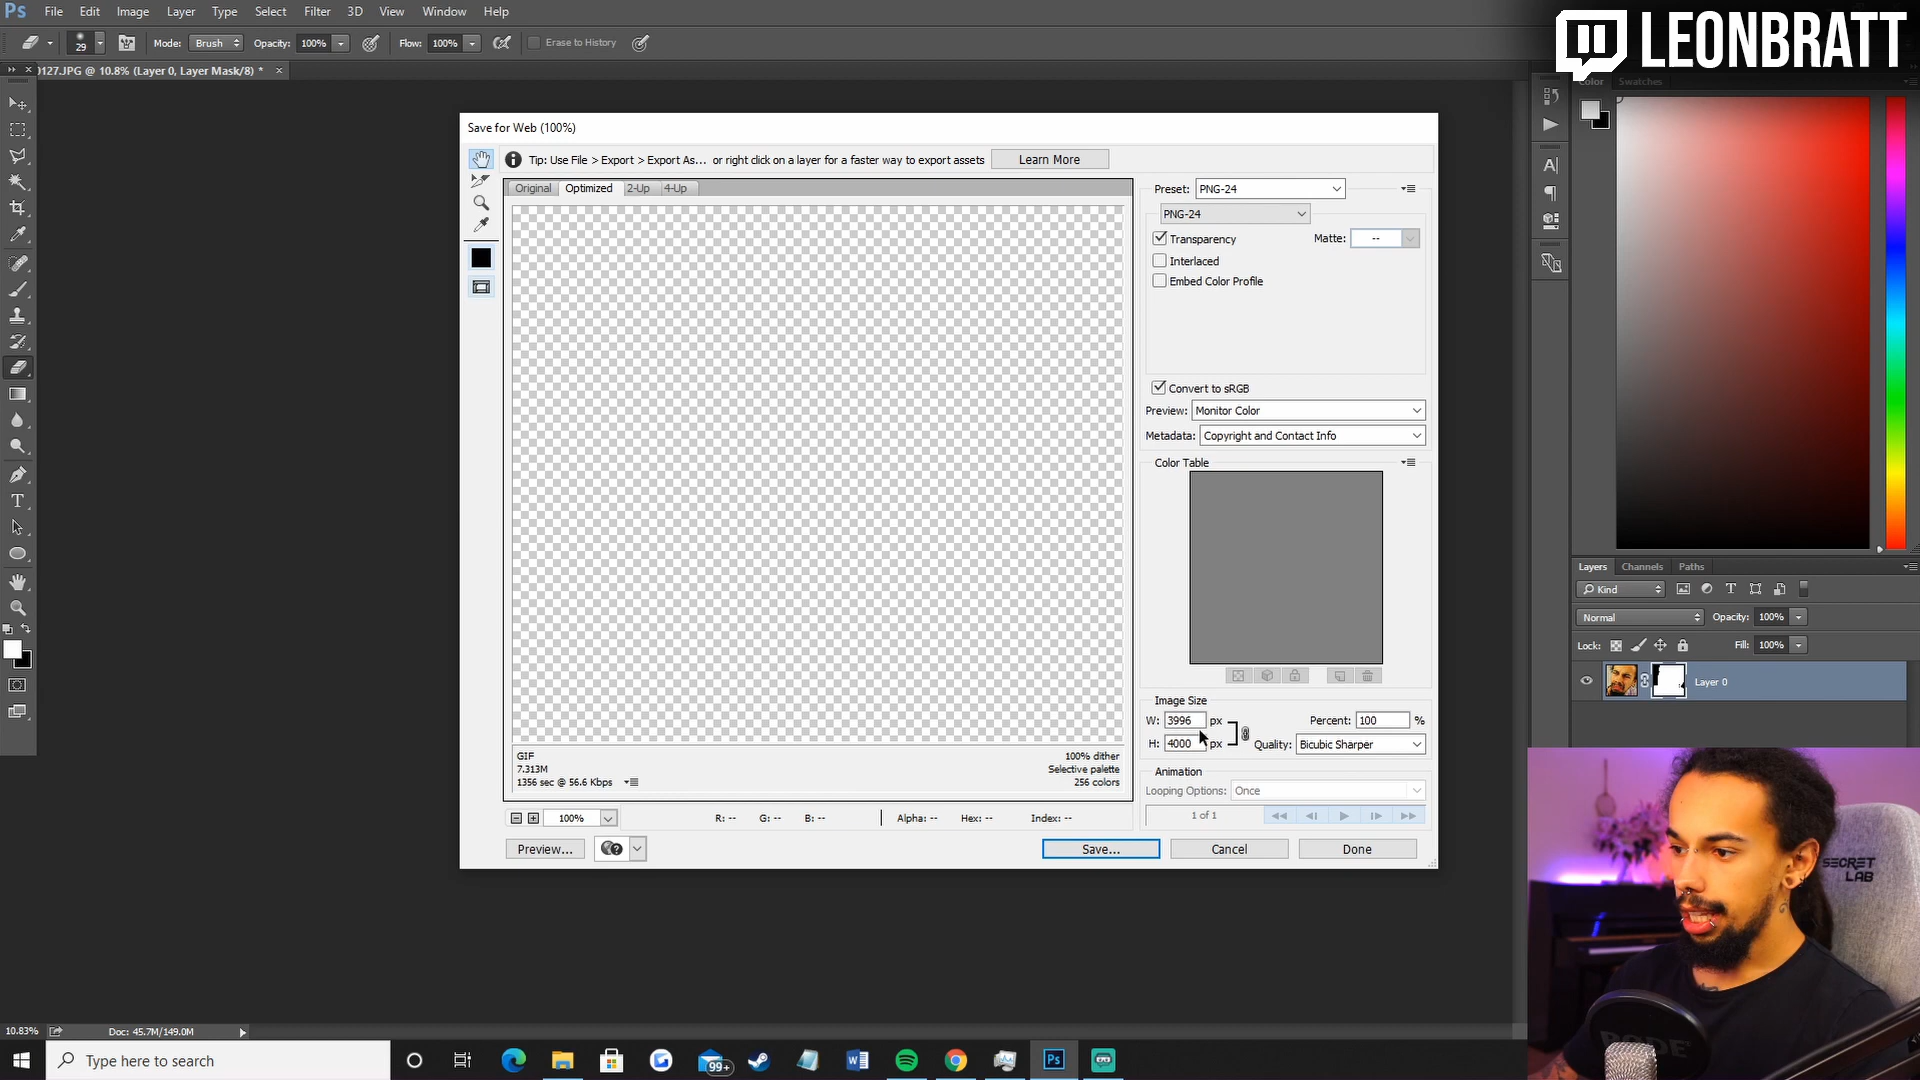 Ps File Edit Image Layer Type Select Filter 3D View Window Help
29 Mode: Brush Opacity: 100% Flow: 100% Erase to History
LEONBRATT
0127.JPG @ 10.8% (Layer 0, Layer Mask/8) * ×
Color Swatches
Save for Web (100%)
Tip: Use File > Export > Export As... or right click on a layer for a faster way to export assets Learn More
Original Optimized 2-Up 4-Up
Preset: PNG-24
PNG-24
Transparency Matte: --
Interlaced
Embed Color Profile
Convert to sRGB
Preview: Monitor Color
Metadata: Copyright and Contact Info
Color Table
Image Size
W: 3996 px Percent: 100 %
H: 4000 px Quality: Bicubic Sharper
Animation
Looping Options: Once
1 of 1
GIF 100% dither
7.313M Selective palette
1356 sec @ 56.6 Kbps 256 colors
100% R: -- G: -- B: -- Alpha: -- Hex: -- Index: --
Preview... Save... Cancel Done
Layers Channels Paths
Kind
Normal Opacity: 100%
Lock: Fill: 100%
Layer 0
SECRET
LAB
RODE
10.83% Doc: 45.7M/149.0M
Type here to search
99+
Ps